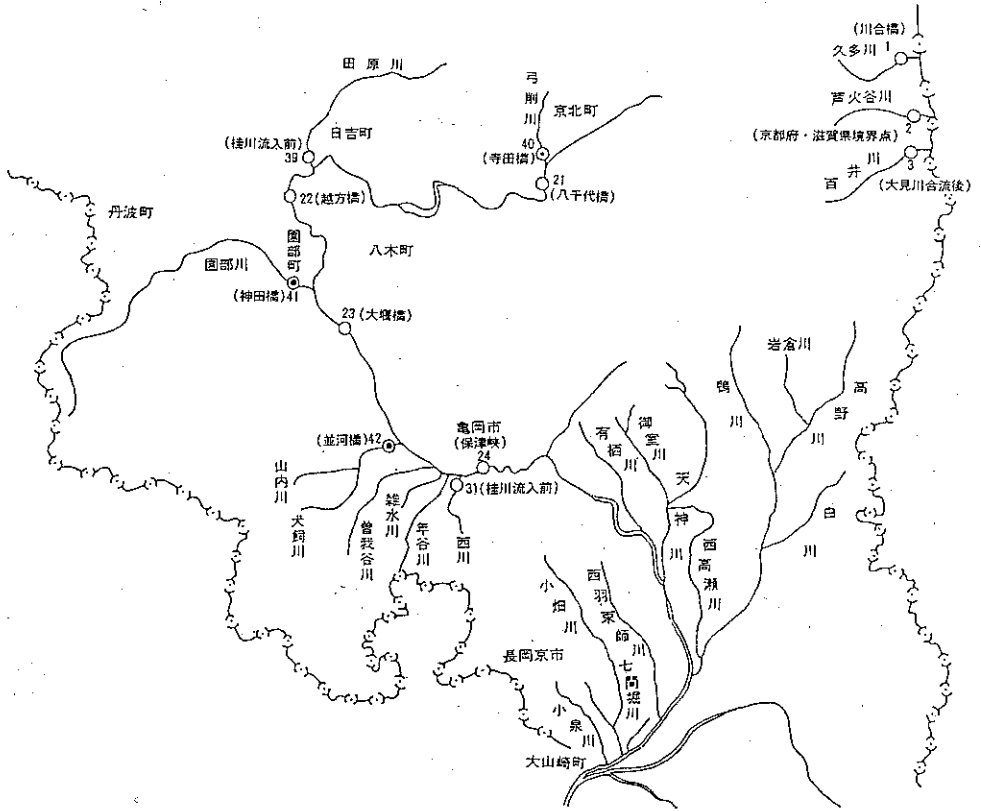 (川合橋)
久多川 1
芦火谷川
2
(京都府・滋賀県境界点)
3
百井川
(大見川合流後)
田原川
日吉町
(桂川流入前)
39
弓削川
京北町
40
(寺田橋)
21
(八千代橋)
22(越方橋)
丹波町
園部町
八木町
園部川
(神田橋)41
23(大堰橋)
岩倉川
高野川
鴨川
白川
亀岡市
(保津峡)
24
(並河橋)42
31(桂川流入前)
山内川
犬飼川
曽我谷川
雑水川
年谷川
西川
有栖川
御室川
天神川
西高瀬川
小畑川
西羽束師川
七間堀川
長岡京市
小泉川
大山崎町